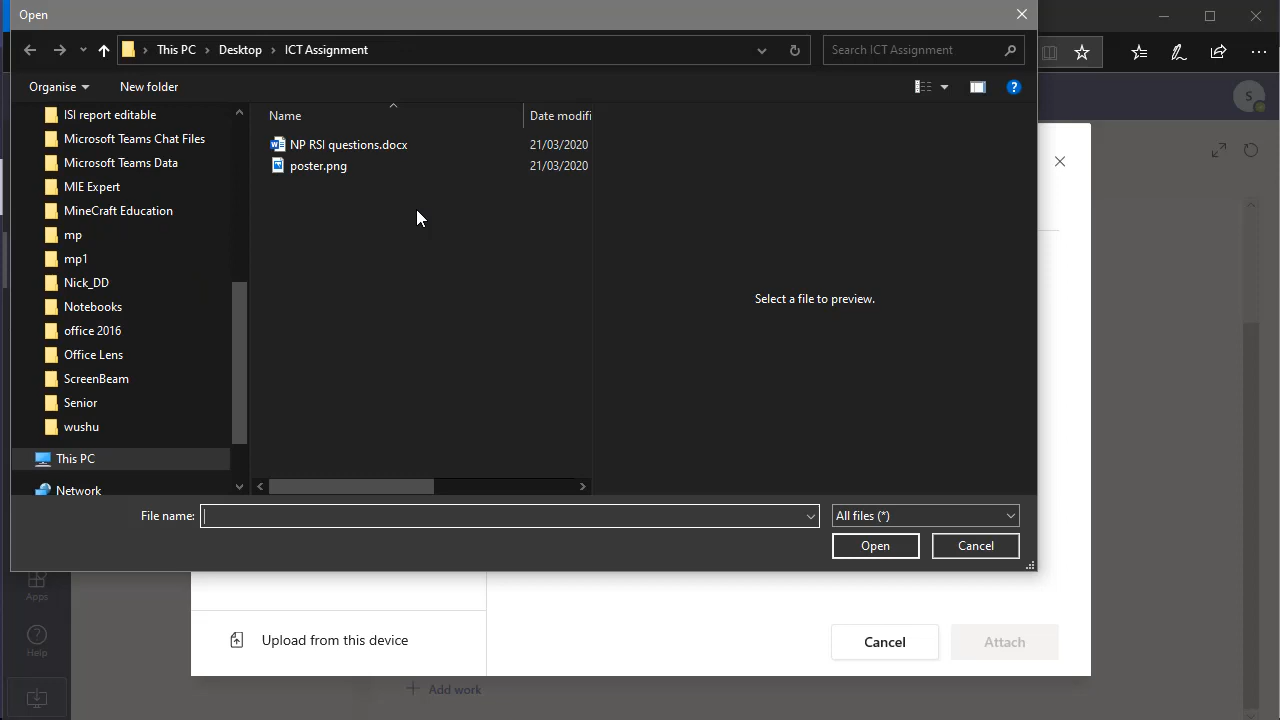 Open
This PC > Desktop > ICT Assignment
Search ICT Assignment
Organise
New folder
?
S
ISI report editable
Microsoft Teams Chat Files
Microsoft Teams Data
MIE Expert
MineCraft Education
mp
mp1
Nick_DD
Notebooks
office 2016
Office Lens
ScreenBeam
Senior
wushu
This PC
Network
Name
Date modifi
NP RSI questions.docx
21/03/2020
poster.png
21/03/2020
Select a file to preview.
File name:
All files (*)
Open
Cancel
Apps
Help
Upload from this device
Cancel
Attach
+ Add work